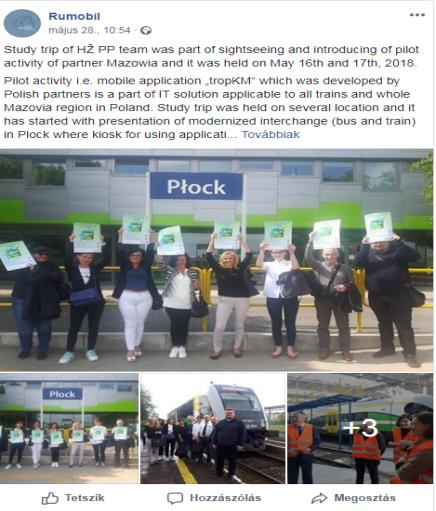 Rumobil
május 28., 10:54 ·
Study trip of HŽ PP team was part of sightseeing and introducing of pilot
activity of partner Mazowia and it was held on May 16th and 17th, 2018.
Pilot activity i.e. mobile application „tropKM” which was developed by
Polish partners is a part of IT solution applicable to all trains and whole
Mazovia region in Poland. Study trip was held on several location and it
has started with presentation of modernized interchange (bus and train)
in Plock where kiosk for using applicati... Továbbiak
Płock
Płock
+3
Tetszik
Hozzászólás
Megosztás